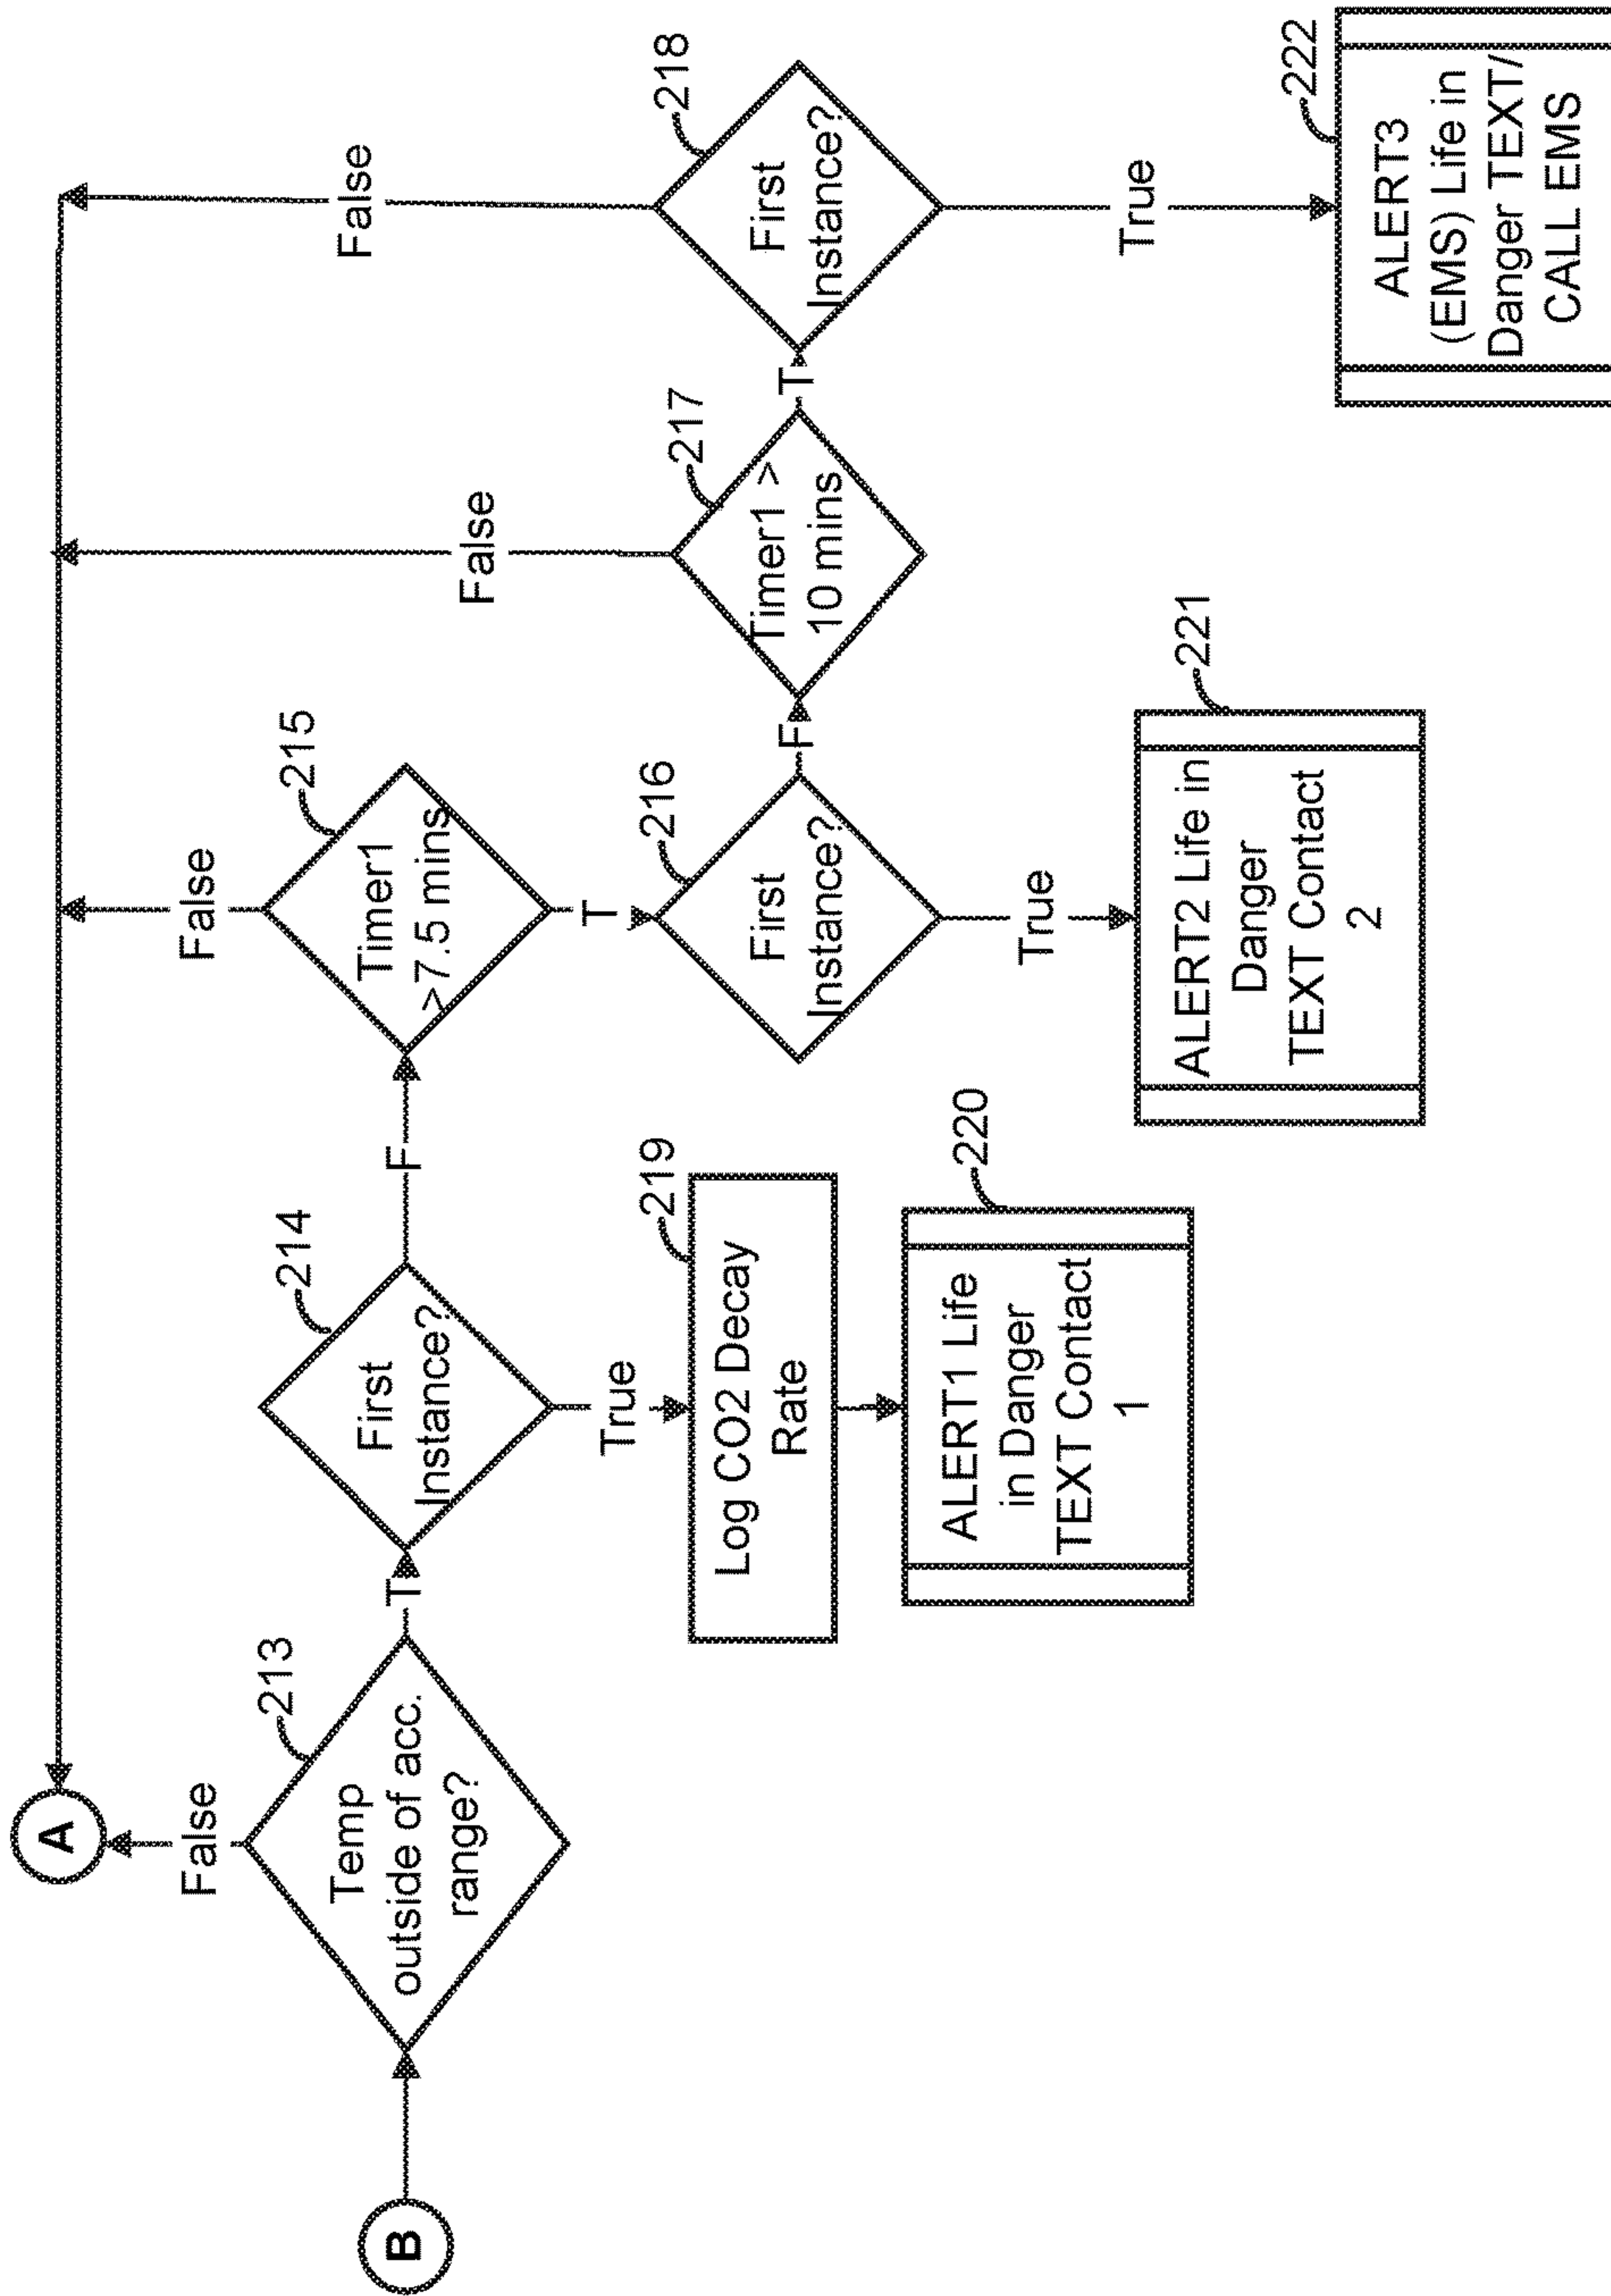 A
False
False
False
False
B
Temp
outside of acc.
range?
213
T
First
Instance?
214
F
Timer1
>7.5 mins
215
True
T
Log CO2 Decay
Rate
219
First
Instance?
216
F
Timer1 >
10 mins
217
T
First
Instance?
218
ALERT1 Life
in Danger
TEXT Contact
1
220
True
ALERT2 Life in
Danger
TEXT Contact
2
221
True
ALERT3
(EMS) Life in
Danger TEXT/
CALL EMS
222